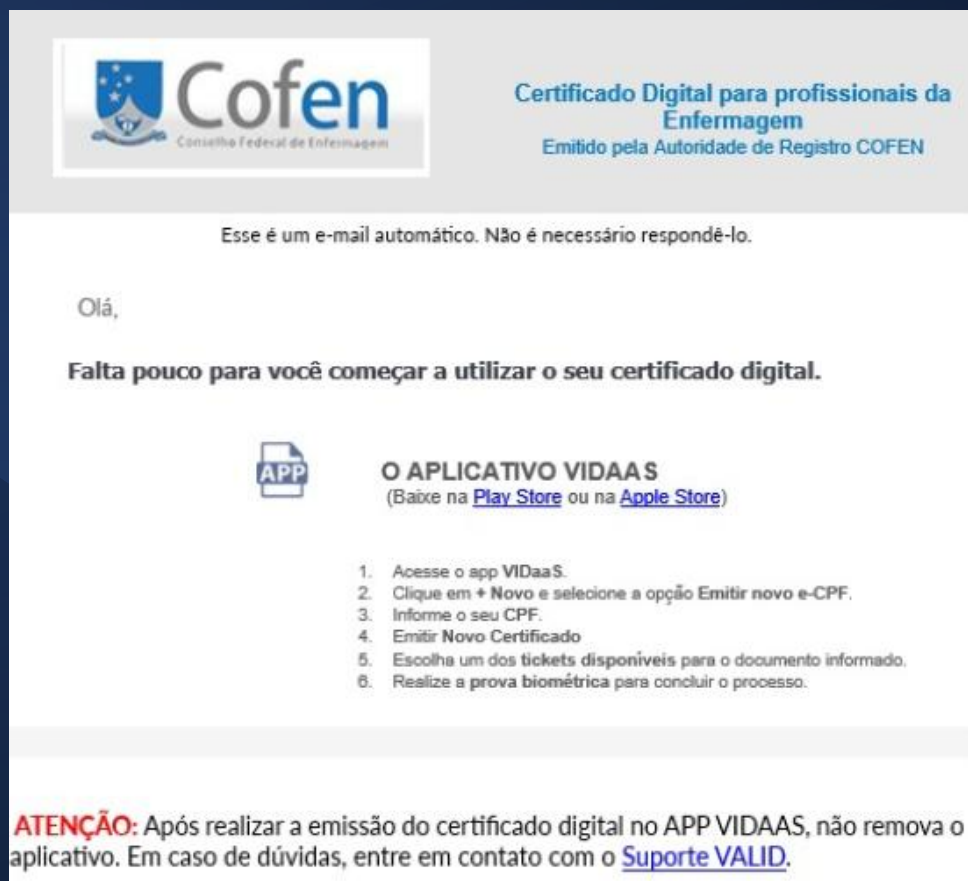 Cofen
Conselho Federal de Enfermagem
Certificado Digital para profissionais da
Enfermagem
Emitido pela Autoridade de Registro COFEN
Esse é um e-mail automático. Não é necessário respondê-lo.
Olá,
Falta pouco para você começar a utilizar o seu certificado digital.
APP
O APLICATIVO VIDAAS
(Baixe na Play Store ou na Apple Store)
1. Acesse o app VIDaaS.
2. Clique em + Novo e selecione a opção Emitir novo e-CPF.
3. Informe o seu CPF.
4. Emitir Novo Certificado
5. Escolha um dos tickets disponíveis para o documento informado.
6. Realize a prova biométrica para concluir o processo.
ATENÇÃO: Após realizar a emissão do certificado digital no APP VIDAAS, não remova o
aplicativo. Em caso de dúvidas, entre em contato com o Suporte VALID.